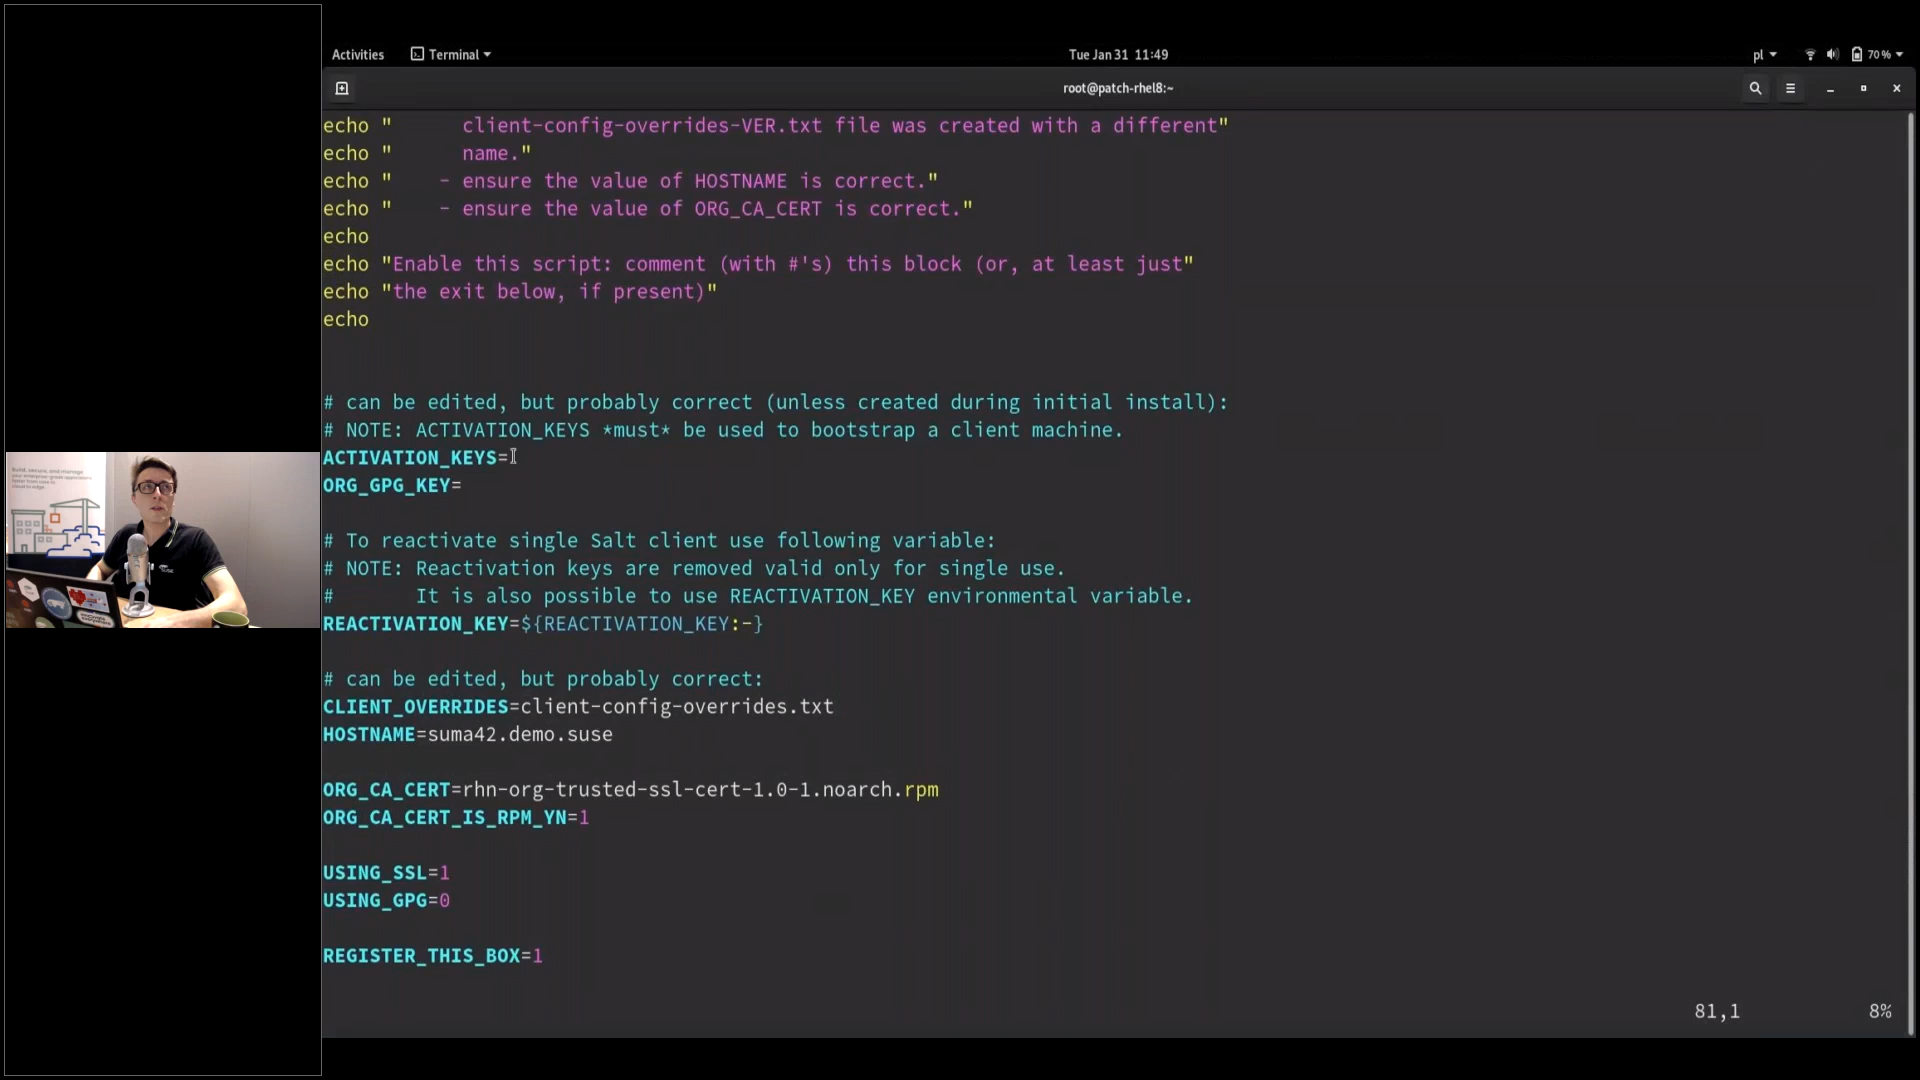 Activities
Terminal
Tue Jan 31 11:49
pl
70 %
root@patch-rhel8:~
echo "      client-config-overrides-VER.txt file was created with a different"
echo "      name."
echo "    - ensure the value of HOSTNAME is correct."
echo "    - ensure the value of ORG_CA_CERT is correct."
echo
echo "Enable this script: comment (with #'s) this block (or, at least just"
echo "the exit below, if present)"
echo
# can be edited, but probably correct (unless created during initial install):
# NOTE: ACTIVATION_KEYS *must* be used to bootstrap a client machine.
ACTIVATION_KEYS=
ORG_GPG_KEY=
# To reactivate single Salt client use following variable:
# NOTE: Reactivation keys are removed valid only for single use.
#       It is also possible to use REACTIVATION_KEY environmental variable.
REACTIVATION_KEY=${REACTIVATION_KEY:-}
# can be edited, but probably correct:
CLIENT_OVERRIDES=client-config-overrides.txt
HOSTNAME=suma42.demo.suse
ORG_CA_CERT=rhn-org-trusted-ssl-cert-1.0-1.noarch.rpm
ORG_CA_CERT_IS_RPM_YN=1
USING_SSL=1
USING_GPG=0
REGISTER_THIS_BOX=1
81,1
8%